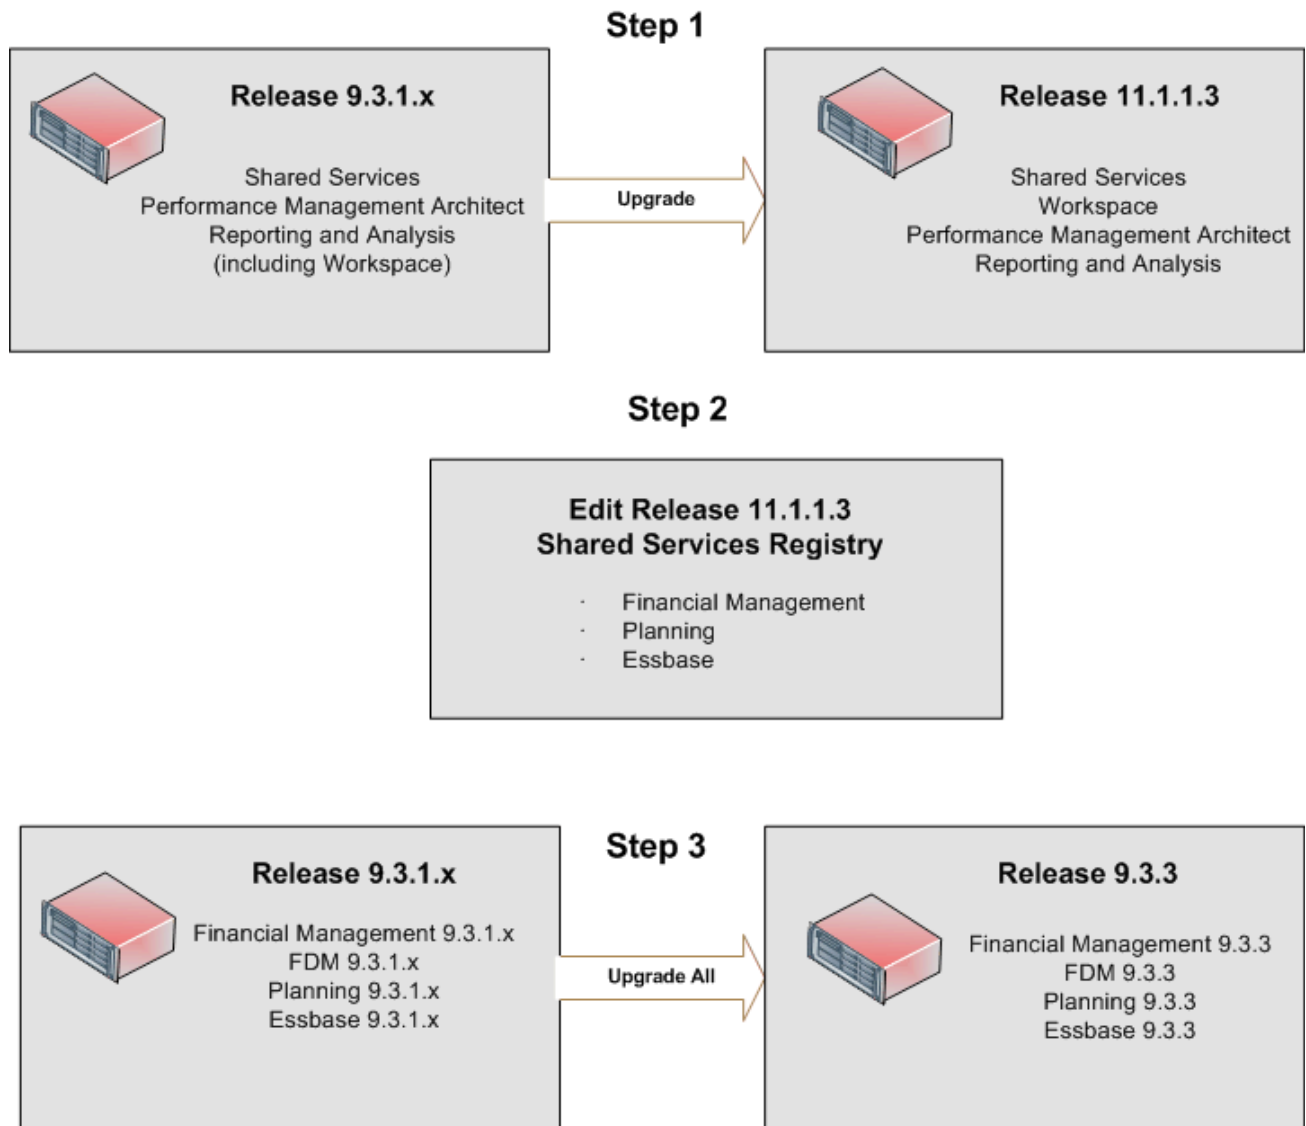 Step 1
Release 9.3.1.x
Shared Services
Performance Management Architect
Reporting and Analysis
(including Workspace)
Upgrade
Release 11.1.1.3
Shared Services
Workspace
Performance Management Architect
Reporting and Analysis
Step 2
Edit Release 11.1.1.3
Shared Services Registry
· Financial Management
· Planning
· Essbase
Step 3
Release 9.3.1.x
Financial Management 9.3.1.x
FDM 9.3.1.x
Planning 9.3.1.x
Essbase 9.3.1.x
Upgrade All
Release 9.3.3
Financial Management 9.3.3
FDM 9.3.3
Planning 9.3.3
Essbase 9.3.3